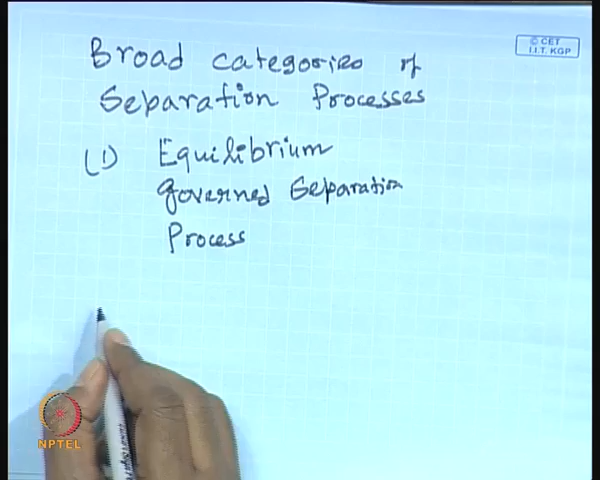 Broad categories of
Separation Processes
(1) Equilibrium
governed Separation
Process
© CET
I.I.T. KGP
NPTEL